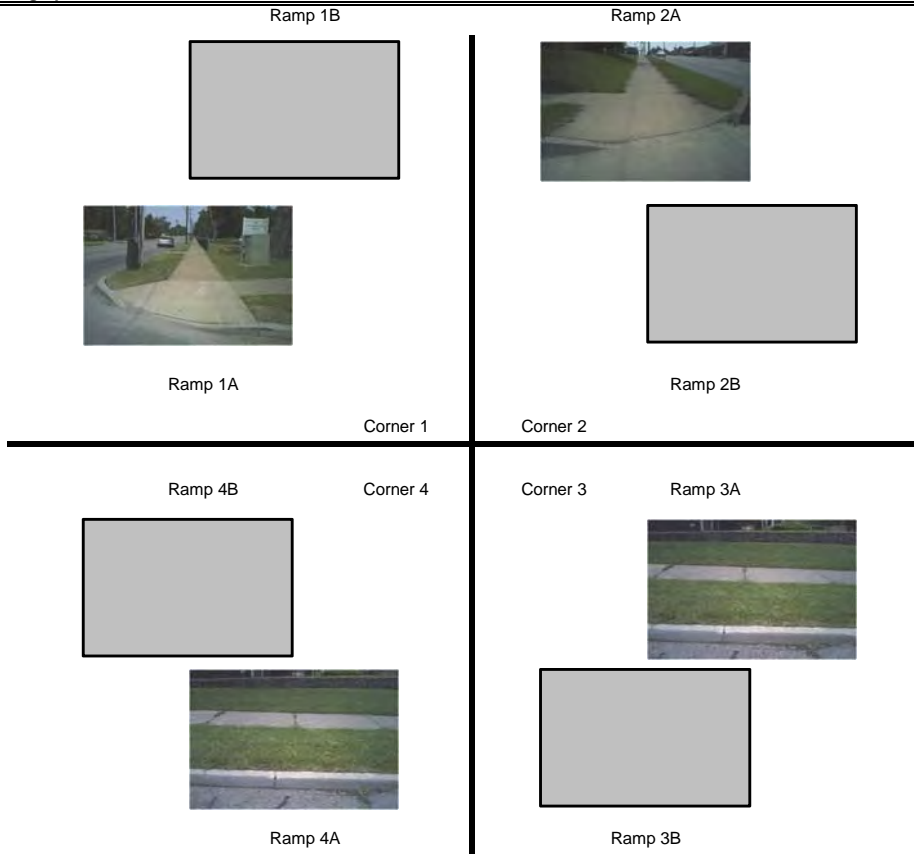 Ramp 1B
Ramp 2A
Ramp 1A
Ramp 2B
Corner 1
Corner 2
Ramp 4B
Corner 4
Corner 3
Ramp 3A
Ramp 4A
Ramp 3B